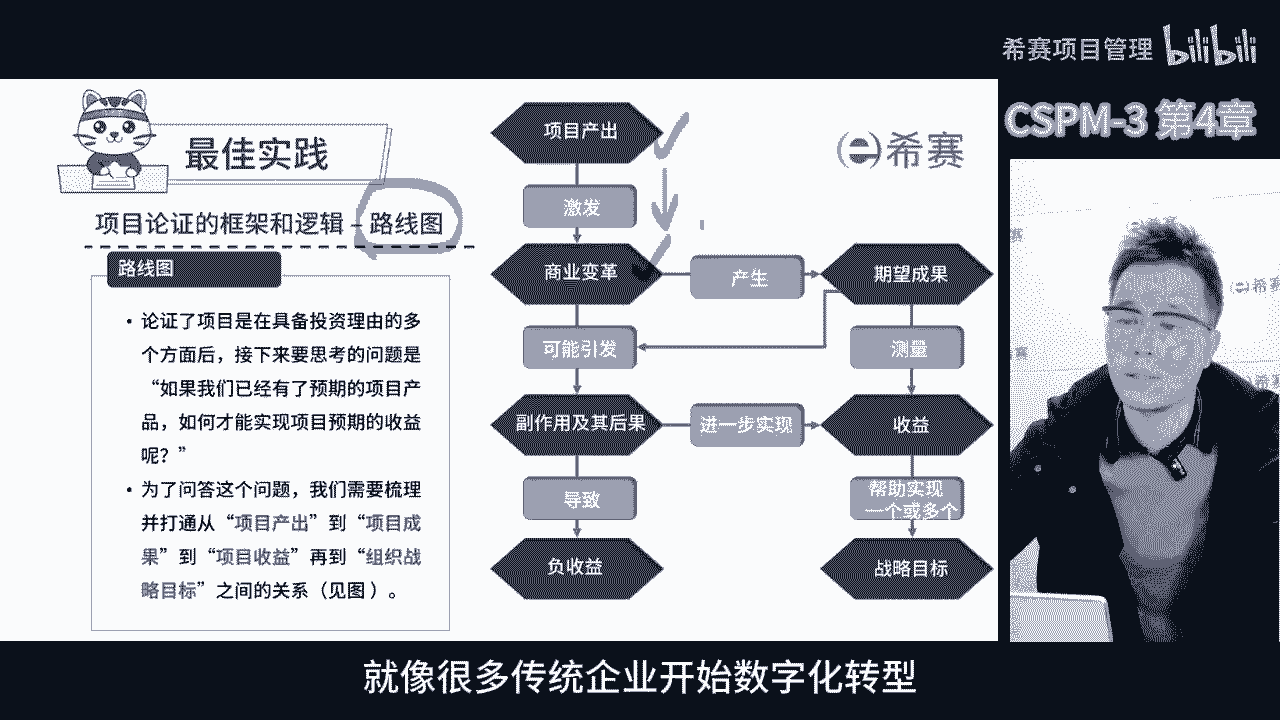 希赛项目管理 bilibili
CSPM-3 第4章
最佳实践
希赛
项目论证的框架和逻辑 – 路线图
路线图
• 论证了项目是在具备投资理由的多
个方面后，接下来要思考的问题是
“如果我们已经有了预期的项目产
品，如何才能实现项目预期的收益
呢？”
• 为了问答这个问题，我们需要梳理
并打通从“项目产出”到“项目成
果”到“项目收益”再到“组织战
略目标”之间的关系（见图 ）。
项目产出
激发
商业变革
产生
期望成果
可能引发
测量
副作用及其后果
进一步实现
收益
导致
帮助实现
一个或多个
负收益
战略目标
就像很多传统企业开始数字化转型